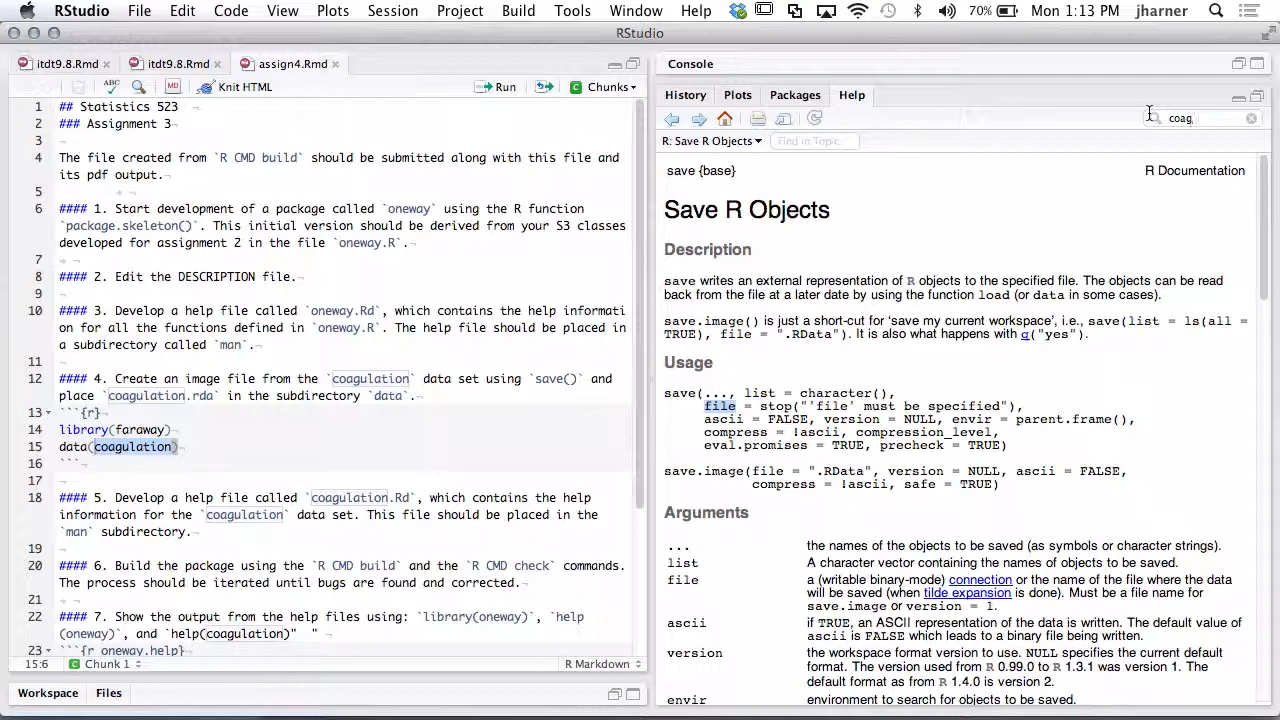 RStudio File Edit Code View Plots Session Project Build Tools Window Help 70% Mon 1:13 PM jharner
RStudio
itdt9.8.Rmd itdt9.8.Rmd assign4.Rmd
ABC MD Knit HTML Run Chunks
1 ## Statistics 523
2 ### Assignment 3
3
4 The file created from `R CMD build` should be submitted along with this file and
its pdf output.
5
6 #### 1. Start development of a package called `oneway` using the R function
`package.skeleton()`. This initial version should be derived from your S3 classes
developed for assignment 2 in the file `oneway.R`.
7
8 #### 2. Edit the DESCRIPTION file.
9
10 #### 3. Develop a help file called `oneway.Rd`, which contains the help informati
on for all the functions defined in `oneway.R`. The help file should be placed in
a subdirectory called `man`.
11
12 #### 4. Create an image file from the `coagulation` data set using `save()` and
place `coagulation.rda` in the subdirectory `data`.
13 ```{r}
14 library(faraway)
15 data(coagulation)
16 ```
17
18 #### 5. Develop a help file called `coagulation.Rd`, which contains the help
information for the `coagulation` data set. This file should be placed in the
`man` subdirectory.
19
20 #### 6. Build the package using the `R CMD build` and the `R CMD check` commands.
The process should be iterated until bugs are found and corrected.
21
22 #### 7. Show the output from the help files using: `library(oneway)`, `help
(oneway)`, and `help(coagulation)" "
23 ```{r oneway.help}
15:6 Chunk 1 R Markdown
Workspace Files
Console
History Plots Packages Help
coag
R: Save R Objects Find in Topic
save {base} R Documentation
Save R Objects
Description
save writes an external representation of R objects to the specified file. The objects can be read
back from the file at a later date by using the function load (or data in some cases).
save.image() is just a short-cut for ‘save my current workspace’, i.e., save(list = ls(all =
TRUE), file = ".RData"). It is also what happens with q("yes").
Usage
save(..., list = character(),
file = stop("'file' must be specified"),
ascii = FALSE, version = NULL, envir = parent.frame(),
compress = !ascii, compression_level,
eval.promises = TRUE, precheck = TRUE)
save.image(file = ".RData", version = NULL, ascii = FALSE,
compress = !ascii, safe = TRUE)
Arguments
... the names of the objects to be saved (as symbols or character strings).
list A character vector containing the names of objects to be saved.
file a (writable binary-mode) connection or the name of the file where the data
will be saved (when tilde expansion is done). Must be a file name for
save.image or version = 1.
ascii if TRUE, an ASCII representation of the data is written. The default value of
ascii is FALSE which leads to a binary file being written.
version the workspace format version to use. NULL specifies the current default
format. The version used from R 0.99.0 to R 1.3.1 was version 1. The
default format as from R 1.4.0 is version 2.
envir environment to search for objects to be saved.